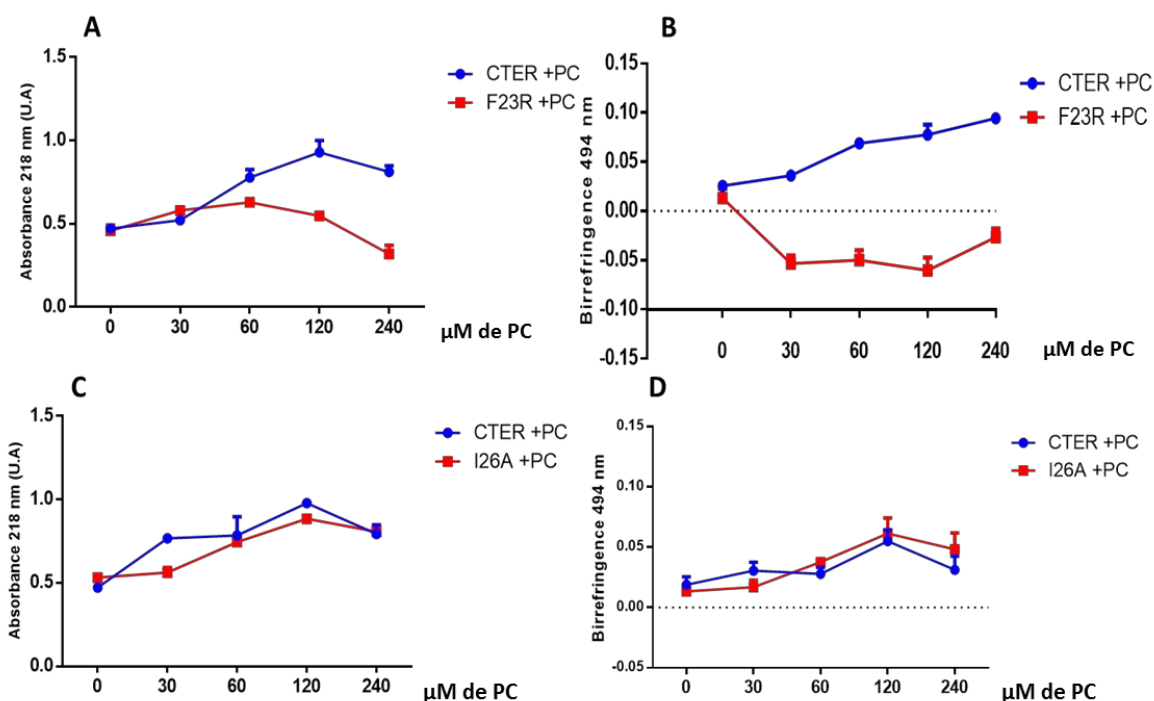 A
Absorbance 218 nm (U.A)
1.5
1.0
0.5
0.0
0 30 60 120 240
µM de PC
CTER +PC
F23R +PC
B
Birrefringence 494 nm
0.15
0.10
0.05
0.00
-0.05
-0.10
-0.15
0 30 60 120 240
µM de PC
CTER +PC
F23R +PC
C
Absorbance 218 nm (U.A)
1.5
1.0
0.5
0.0
0 30 60 120 240
µM de PC
CTER +PC
I26A +PC
D
Birrefringence 494 nm
0.15
0.10
0.05
0.00
-0.05
0 30 60 120 240
µM de PC
CTER +PC
I26A +PC